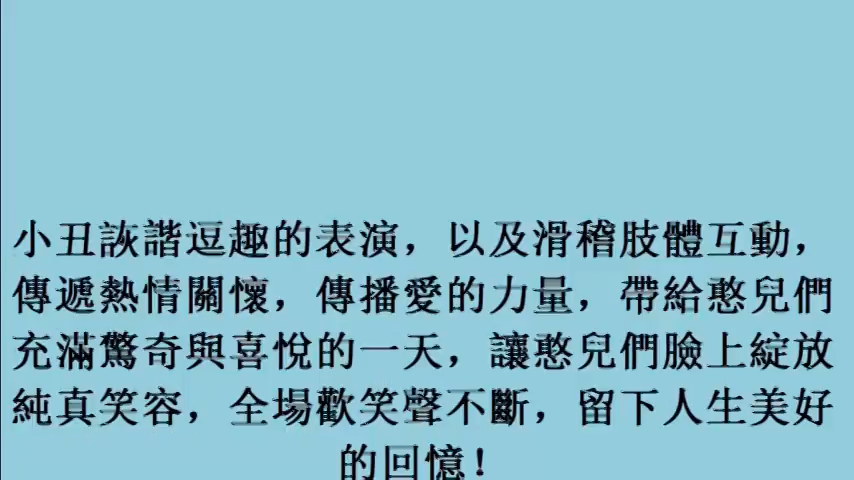 小丑詼諧逗趣的表演，以及滑稽肢體互動，
傳遞熱情關懷，傳播愛的力量，帶給憨兒們
充滿驚奇與喜悅的一天，讓憨兒們臉上綻放
純真笑容，全場歡笑聲不斷，留下人生美好
的回憶！